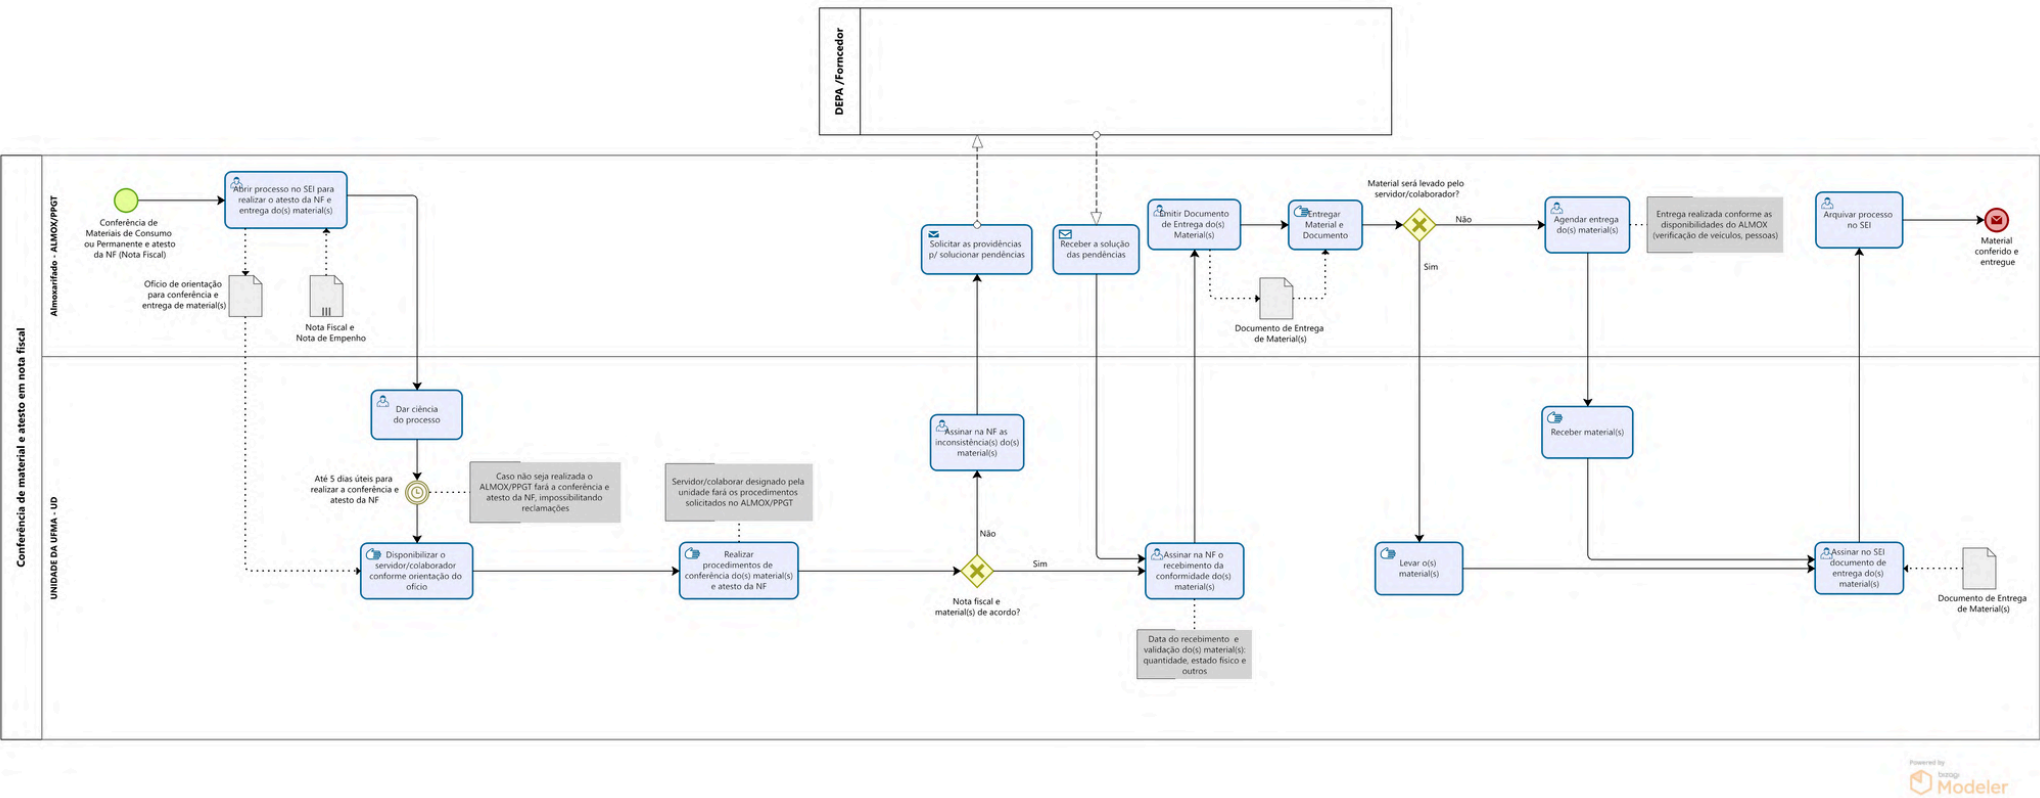 DEPA /Forncedor
Conferência de material e atesto em nota fiscal
Almoxarifado - ALMOX/PPGT
Conferência de
Materiais de Consumo
ou Permanente e atesto
da NF (Nota Fiscal)
Abrir processo no SEI para
realizar o atesto da NF e
entrega do(s) material(s)
Oficio de orientação
para conferência e
entrega de material(s)
Nota Fiscal e
Nota de Empenho
Solicitar as providências
p/ solucionar pendências
Receber a solução
das pendências
Emitir Documento
de Entrega do(s)
Material(s)
Entregar
Material e
Documento
Documento de Entrega
de Material(s)
Material será levado pelo
servidor/colaborador?
Não
Sim
Agendar entrega
do(s) material(s)
Entrega realizada conforme as
disponibilidades do ALMOX
(verificação de veículos, pessoas)
Arquivar processo
no SEI
Material
conferido e
entregue
UNIDADE DA UFMA - UD
Dar ciência
do processo
Até 5 dias úteis para
realizar a conferência e
atesto da NF
Caso não seja realizada o
ALMOX/PPGT fará a conferência e
atesto da NF, impossibilitando
reclamações
Disponibilizar o
servidor/colaborador
conforme orientação do
oficio
Servidor/colaborar designado pela
unidade fará os procedimentos
solicitados no ALMOX/PPGT
Realizar
procedimentos de
conferência do(s) material(s)
e atesto da NF
Assinar na NF as
inconsistência(s) do(s)
material(s)
Não
Sim
Nota fiscal e
material(s) de acordo?
Assinar na NF o
recebimento da
conformidade do(s)
material(s)
Data do recebimento e
validação do(s) material(s):
quantidade, estado físico e
outros
Levar o(s)
material(s)
Receber material(s)
Assinar no SEI
documento de
entrega do(s)
material(s)
Documento de Entrega
de Material(s)
Powered by
bizagi
Modeler